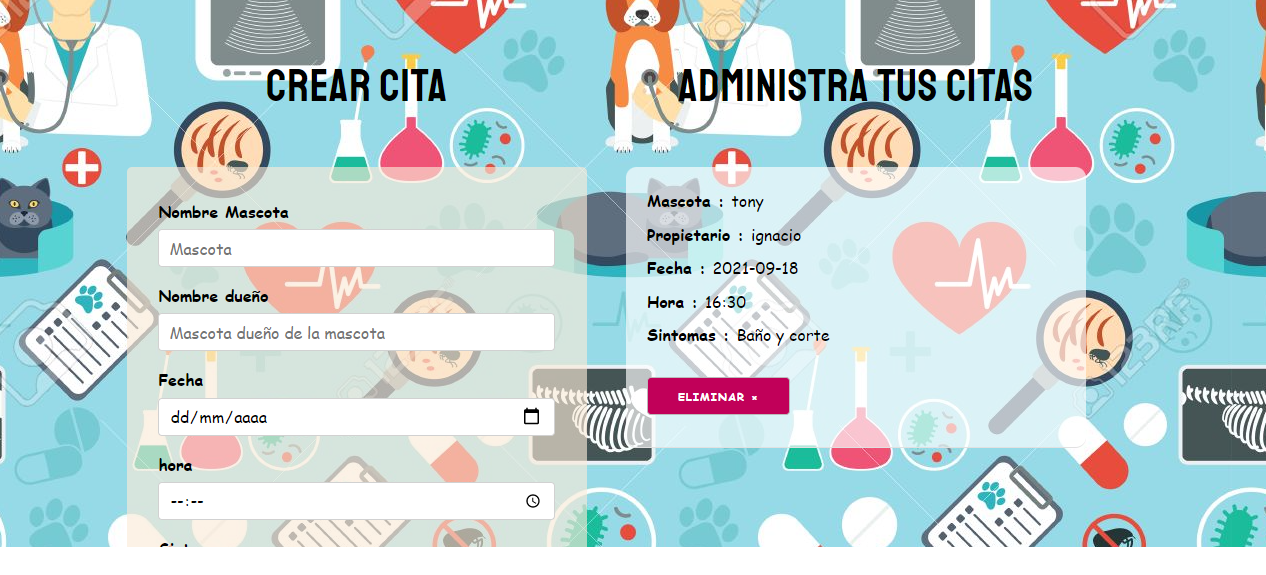 CREAR CITA
Nombre Mascota
Mascota
Nombre dueño
Mascota dueño de la mascota
Fecha
dd/mm/aaaa
hora
--:--
ADMINISTRA TUS CITAS
Mascota : tony
Propietario : ignacio
Fecha : 2021-09-18
Hora : 16:30
Sintomas : Baño y corte
ELIMINAR ×